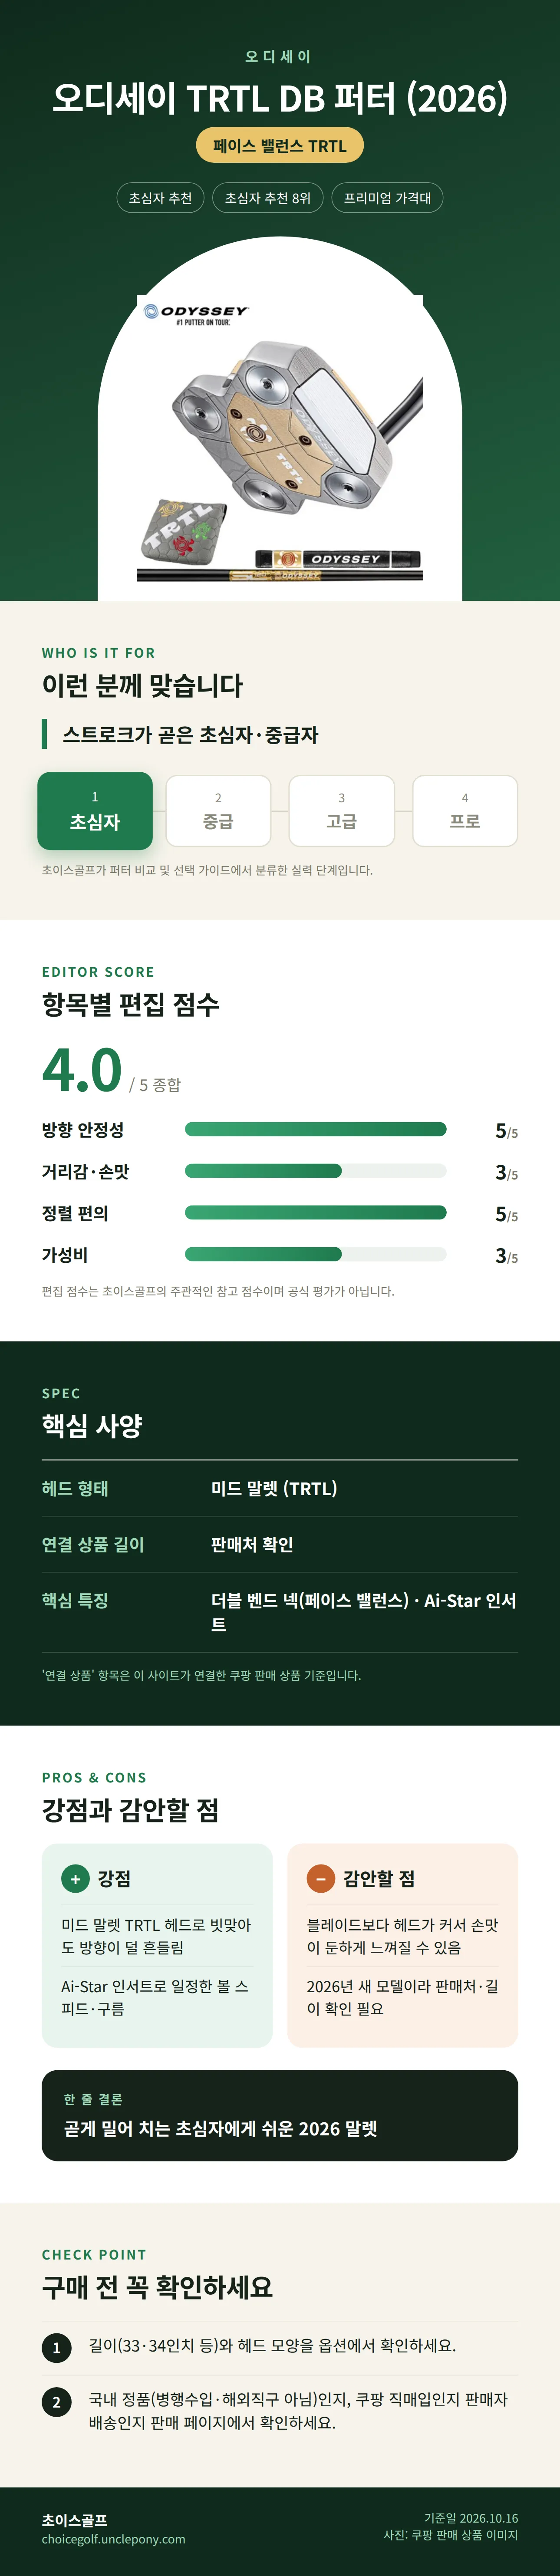 오디세이
오디세이 TRTL DB 퍼터 (2026)
페이스 밸런스 TRTL
초심자 추천
초심자 추천 8위
프리미엄 가격대
ODYSSEY
#1 PUTTER ON TOUR.
ODYSSEY
TRTL
TRTL
ODYSSEY
ODYSSEY
WHO IS IT FOR
이런 분께 맞습니다
스트로크가 곧은 초심자·중급자
1
초심자
2
중급
3
고급
4
프로
초이스골프가 퍼터 비교 및 선택 가이드에서 분류한 실력 단계입니다.
EDITOR SCORE
항목별 편집 점수
4.0 / 5 종합
방향 안정성 5/5
거리감·손맛 3/5
정렬 편의 5/5
가성비 3/5
편집 점수는 초이스골프의 주관적인 참고 점수이며 공식 평가가 아닙니다.
SPEC
핵심 사양
헤드 형태 미드 말렛 (TRTL)
연결 상품 길이 판매처 확인
핵심 특징 더블 벤드 넥(페이스 밸런스) · Ai-Star 인서
트
'연결 상품' 항목은 이 사이트가 연결한 쿠팡 판매 상품 기준입니다.
PROS & CONS
강점과 감안할 점
+ 강점
미드 말렛 TRTL 헤드로 빗맞아
도 방향이 덜 흔들림
Ai-Star 인서트로 일정한 볼 스
피드·구름
− 감안할 점
블레이드보다 헤드가 커서 손맛
이 둔하게 느껴질 수 있음
2026년 새 모델이라 판매처·길
이 확인 필요
한 줄 결론
곧게 밀어 치는 초심자에게 쉬운 2026 말렛
CHECK POINT
구매 전 꼭 확인하세요
1 길이(33·34인치 등)와 헤드 모양을 옵션에서 확인하세요.
2 국내 정품(병행수입·해외직구 아님)인지, 쿠팡 직매입인지 판매자
배송인지 판매 페이지에서 확인하세요.
초이스골프
choicegolf.unclepony.com
기준일 2026.10.16
사진: 쿠팡 판매 상품 이미지